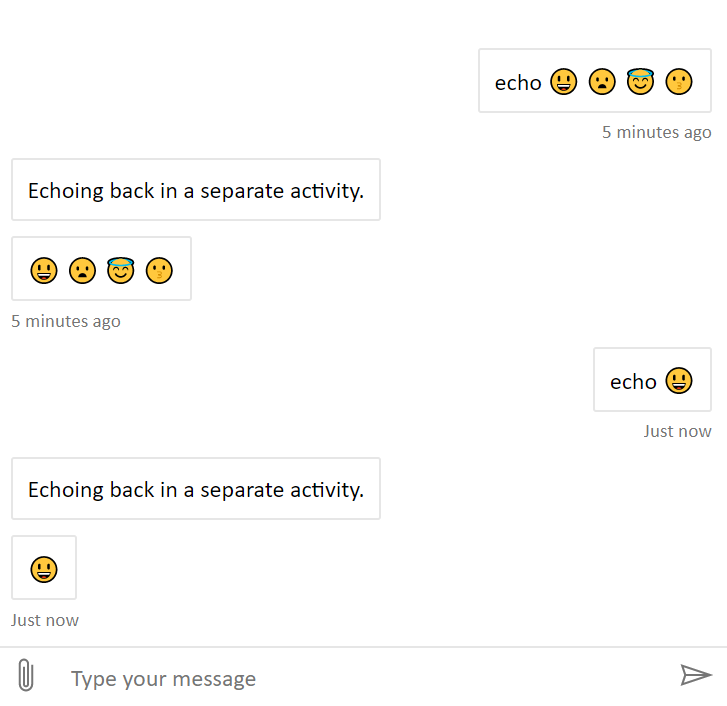 echo 😃 😦 😇 😗
5 minutes ago
Echoing back in a separate activity.
😃 😦 😇 😗
5 minutes ago
echo 😃
Just now
Echoing back in a separate activity.
😃
Just now
Type your message